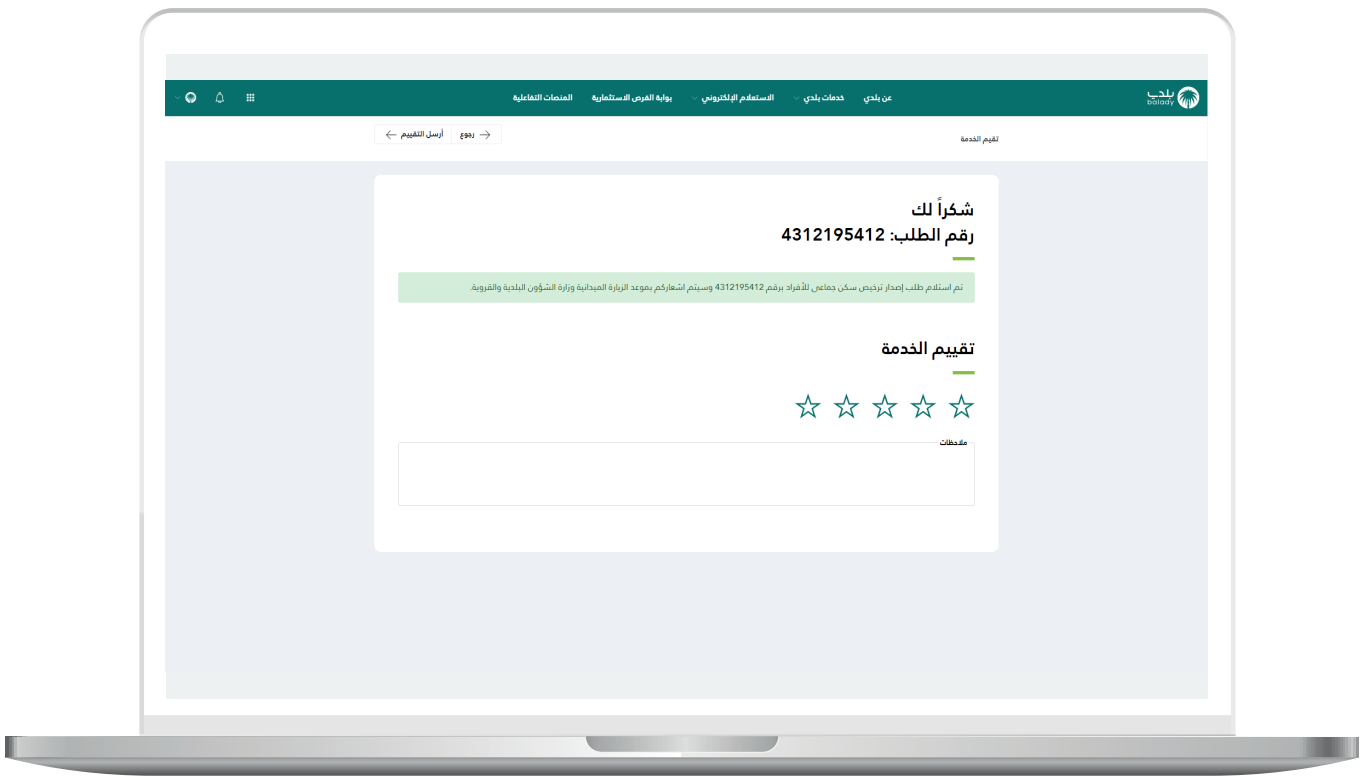 بلدي
balady
عن بلدي
خدمات بلدي
الاستعلام الإلكتروني
بوابة الفرص الاستثمارية
المنصات التفاعلية
تقيم الخدمة
رجوع
أرسل التقييم
شكراً لك
رقم الطلب: 4312195412
تم استلام طلب إصدار ترخيص سكن جماعي للأفراد برقم 4312195412 وسيتم اشعاركم بموعد الزيارة الميدانية وزارة الشؤون البلدية والقروية.
تقييم الخدمة
ملاحظات